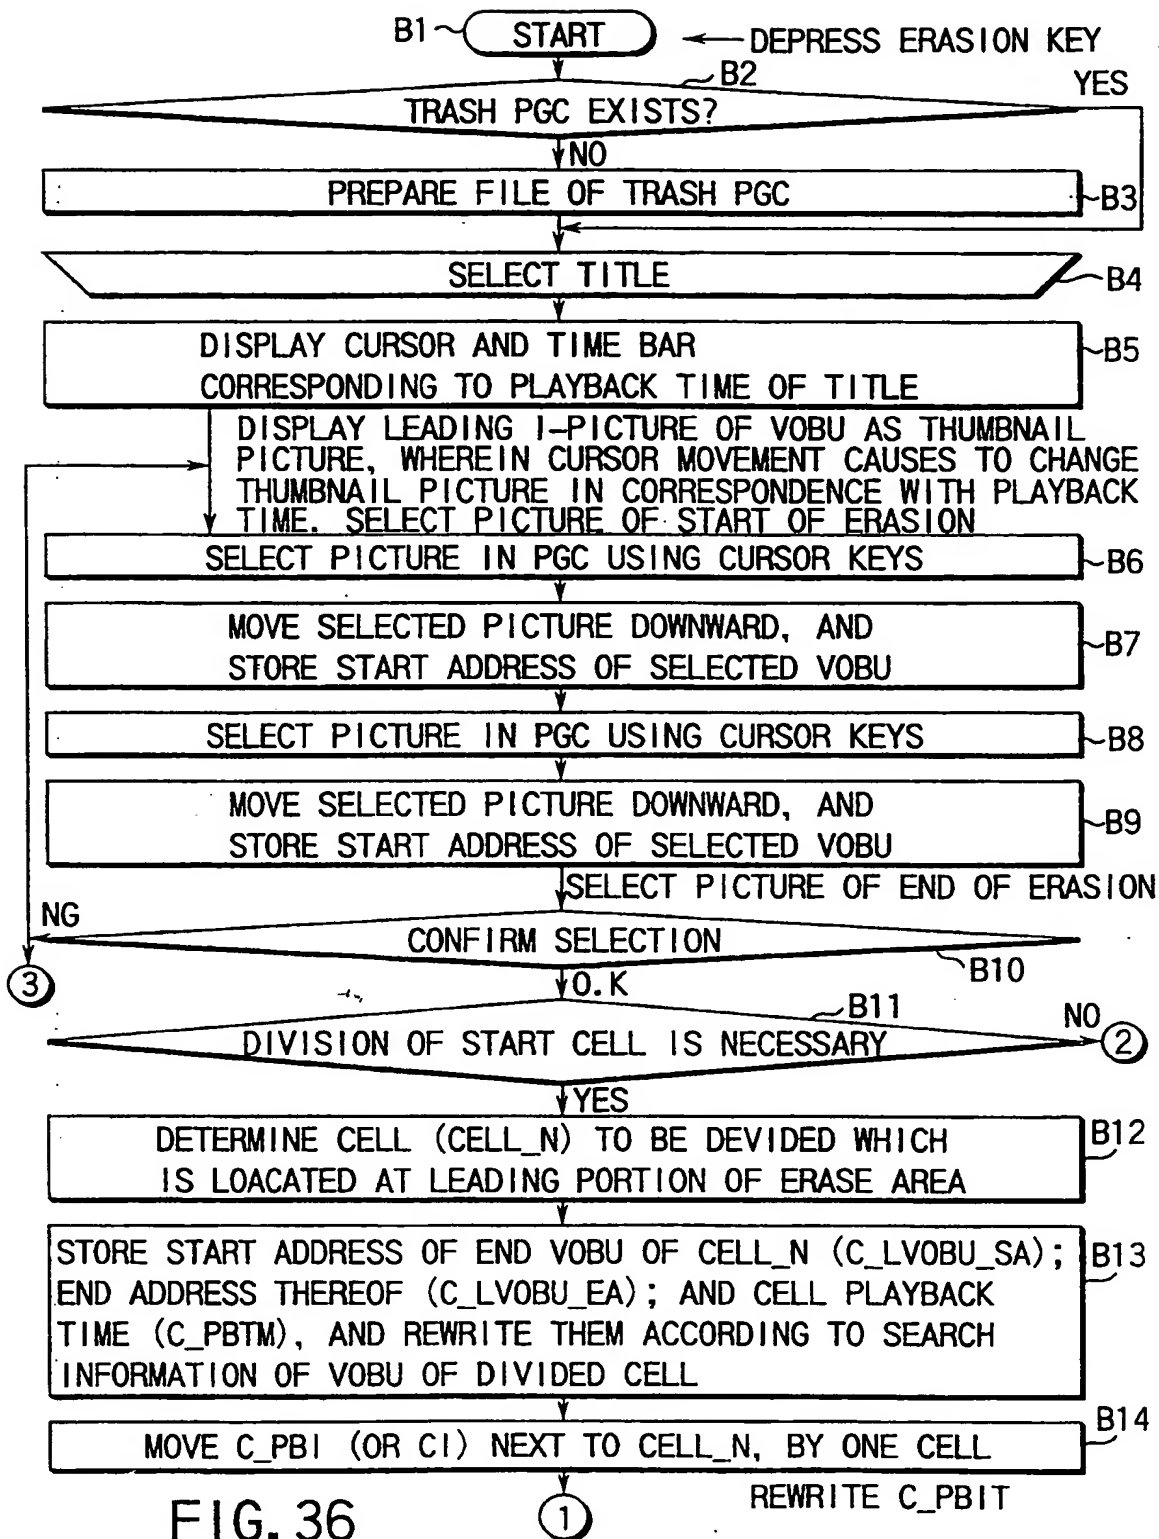 B1 START ← DEPRESS ERASION KEY
B2
TRASH PGC EXISTS? YES
NO
PREPARE FILE OF TRASH PGC B3
SELECT TITLE B4
DISPLAY CURSOR AND TIME BAR
CORRESPONDING TO PLAYBACK TIME OF TITLE B5
DISPLAY LEADING I-PICTURE OF VOBU AS THUMBNAIL
PICTURE, WHEREIN CURSOR MOVEMENT CAUSES TO CHANGE
THUMBNAIL PICTURE IN CORRESPONDENCE WITH PLAYBACK
TIME. SELECT PICTURE OF START OF ERASION
SELECT PICTURE IN PGC USING CURSOR KEYS B6
MOVE SELECTED PICTURE DOWNWARD, AND
STORE START ADDRESS OF SELECTED VOBU B7
SELECT PICTURE IN PGC USING CURSOR KEYS B8
MOVE SELECTED PICTURE DOWNWARD, AND
STORE START ADDRESS OF SELECTED VOBU B9
SELECT PICTURE OF END OF ERASION
NG
CONFIRM SELECTION
B10
3
O.K
B11
DIVISION OF START CELL IS NECESSARY NO 2
YES
DETERMINE CELL (CELL_N) TO BE DEVIDED WHICH B12
IS LOACATED AT LEADING PORTION OF ERASE AREA
STORE START ADDRESS OF END VOBU OF CELL_N (C_LVOBU_SA); B13
END ADDRESS THEREOF (C_LVOBU_EA); AND CELL PLAYBACK
TIME (C_PBTM), AND REWRITE THEM ACCORDING TO SEARCH
INFORMATION OF VOBU OF DIVIDED CELL
B14
MOVE C_PBI (OR CI) NEXT TO CELL_N, BY ONE CELL
REWRITE C_PBIT
FIG. 36 1